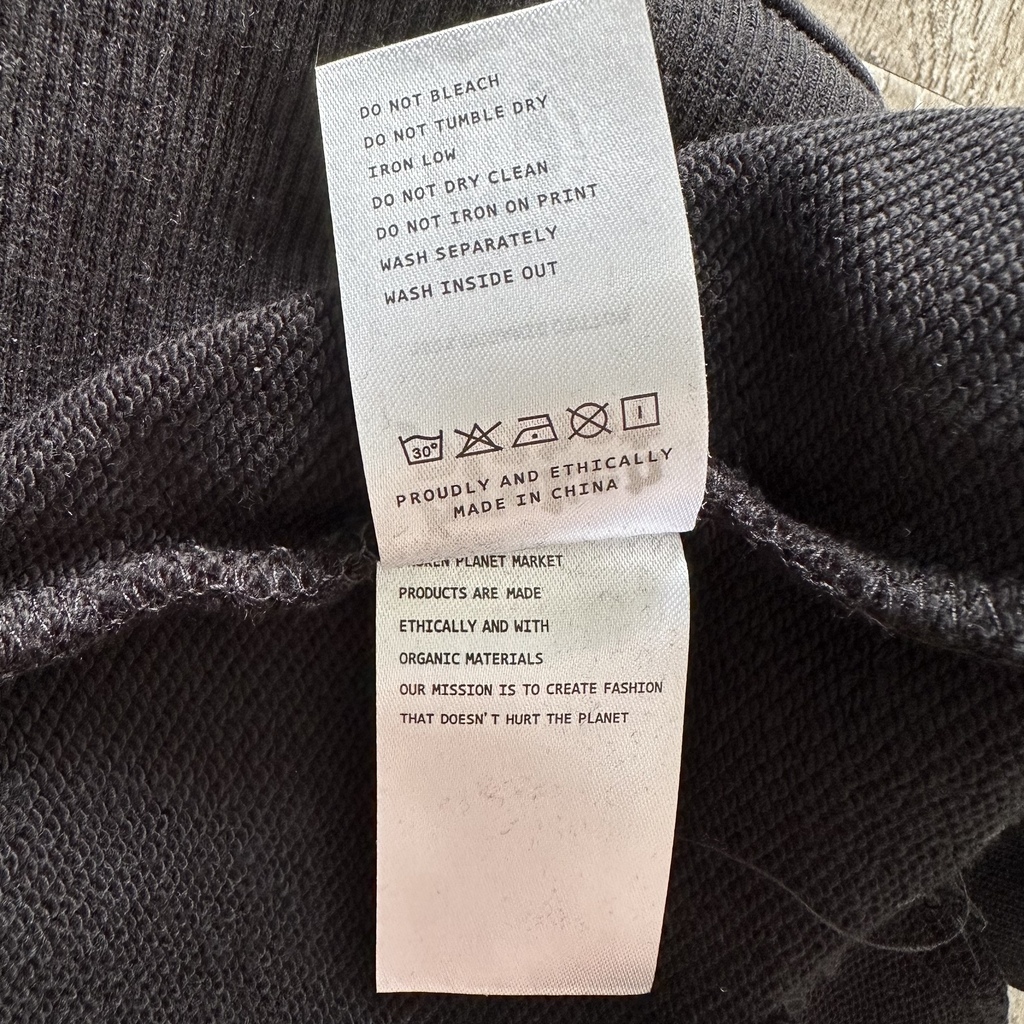 DO NOT BLEACH
DO NOT TUMBLE DRY
IRON LOW
DO NOT DRY CLEAN
DO NOT IRON ON PRINT
WASH SEPARATELY
WASH INSIDE OUT
30°
PROUDLY AND ETHICALLY
MADE IN CHINA
PLANET MARKET
PRODUCTS ARE MADE
ETHICALLY AND WITH
ORGANIC MATERIALS
OUR MISSION IS TO CREATE FASHION
THAT DOESN'T HURT THE PLANET